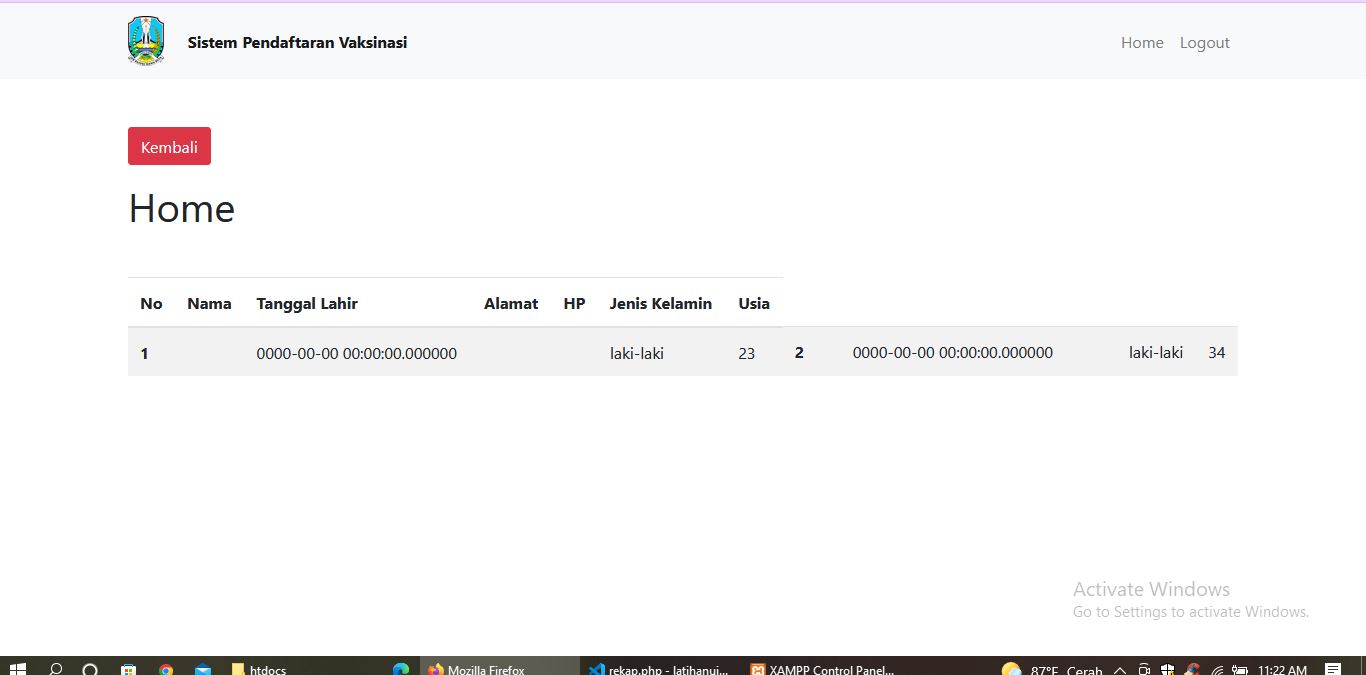 Sistem Pendaftaran Vaksinasi
Home Logout
Kembali
Home
No Nama Tanggal Lahir Alamat HP Jenis Kelamin Usia
1 0000-00-00 00:00:00.000000 laki-laki 23 2 0000-00-00 00:00:00.000000 laki-laki 34
Activate Windows
Go to Settings to activate Windows.
htdocs Mozilla Firefox rekap.php - latihanuj... XAMPP Control Panel... 87°F Cerah 11:22 AM